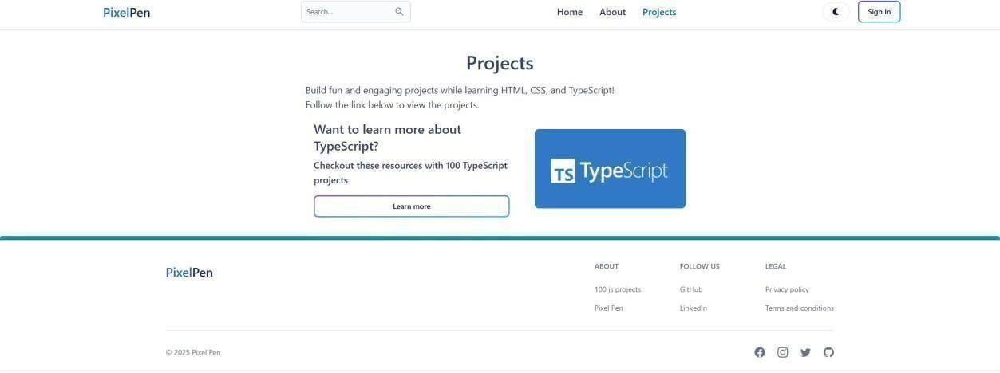 PixelPen
Search...
Home
About
Projects
Sign In
Projects
Build fun and engaging projects while learning HTML, CSS, and TypeScript!
Follow the link below to view the projects.
Want to learn more about
TypeScript?
Checkout these resources with 100 TypeScript
projects
Learn more
TS TypeScript
PixelPen
ABOUT
100 js projects
Pixel Pen
FOLLOW US
GitHub
LinkedIn
LEGAL
Privacy policy
Terms and conditions
© 2025 Pixel Pen